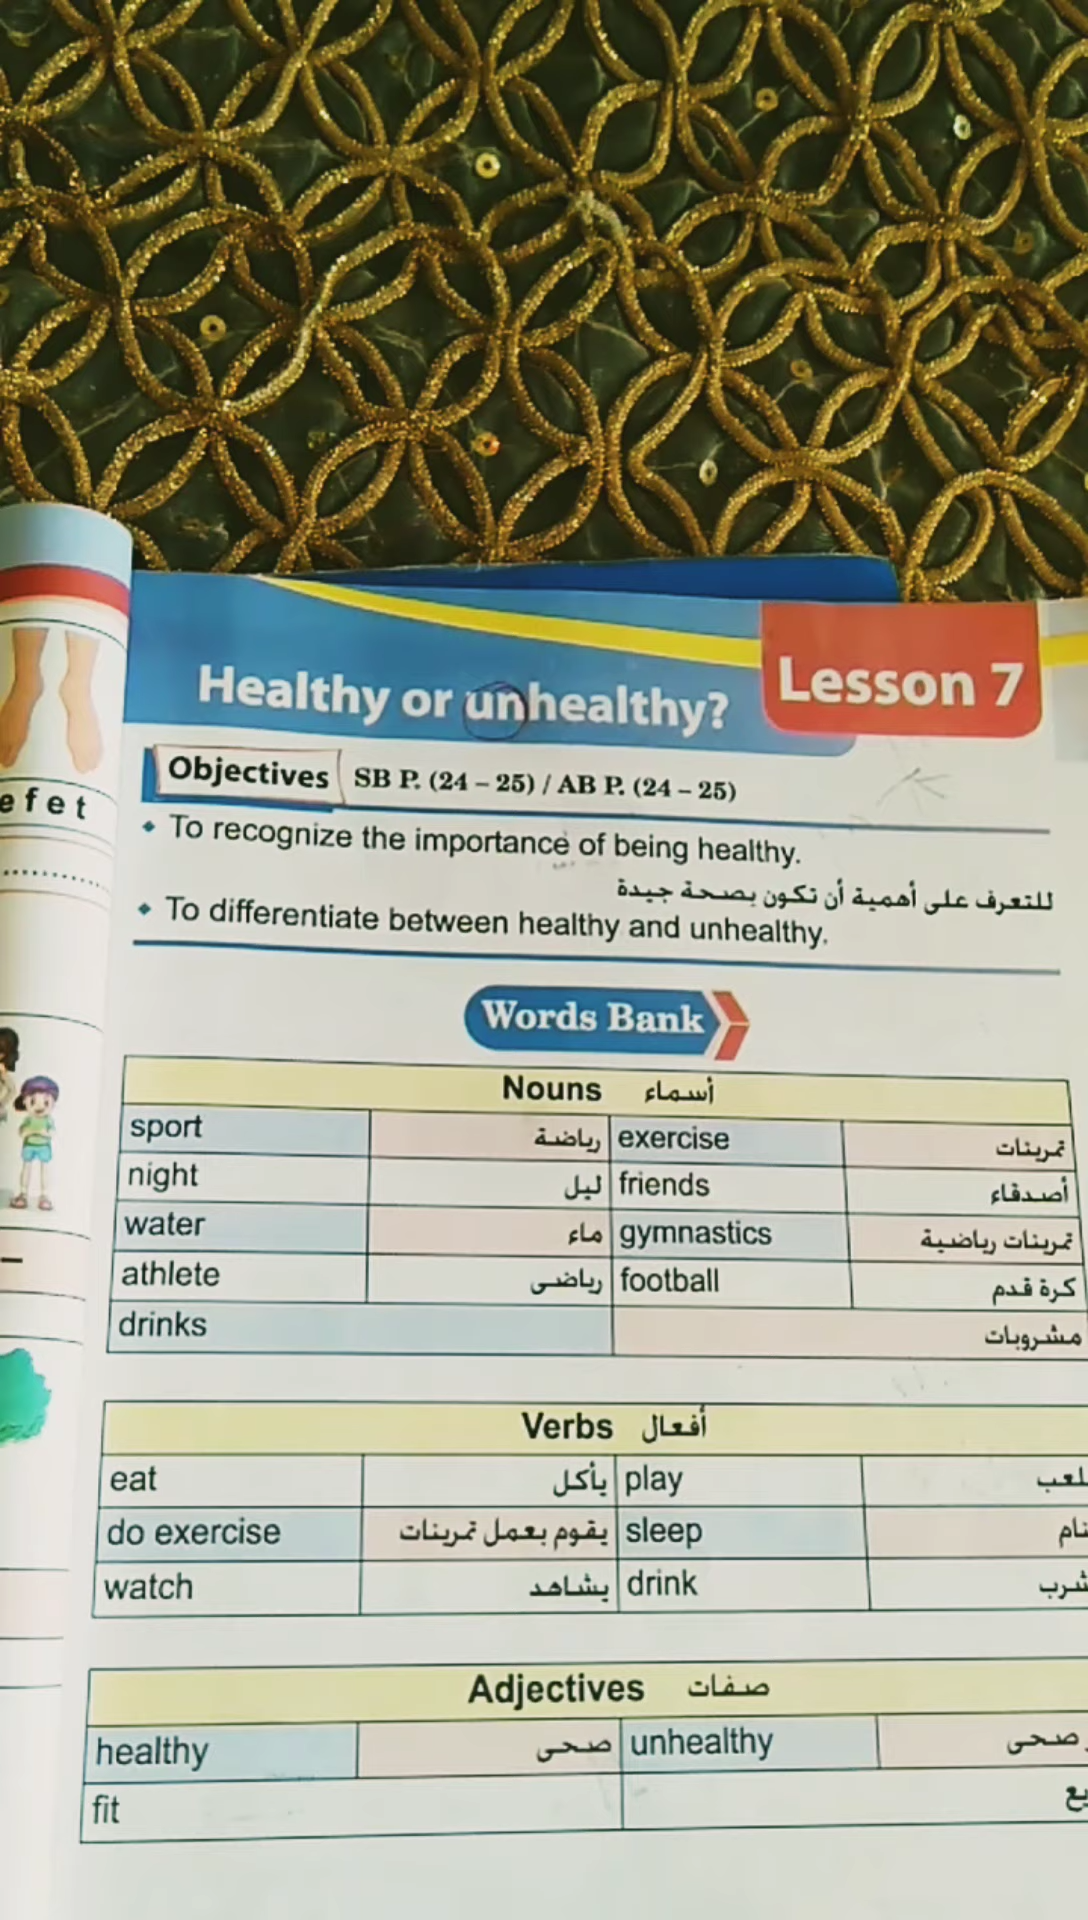 e f e t
Healthy or unhealthy?
Lesson 7
Objectives SB P. (24 – 25) / AB P. (24 – 25)
To recognize the importance of being healthy.
للتعرف على أهمية أن تكون بصحة جيدة
To differentiate between healthy and unhealthy.
Words Bank
Nouns أسماء
sport رياضة exercise تمرينات
night ليل friends أصدقاء
water ماء gymnastics تمرينات رياضية
athlete رياضى football كرة قدم
drinks مشروبات
Verbs أفعال
eat يأكل play
do exercise يقوم بعمل تمرينات sleep
watch يشاهد drink
Adjectives صفات
healthy صحى unhealthy صحى
fit